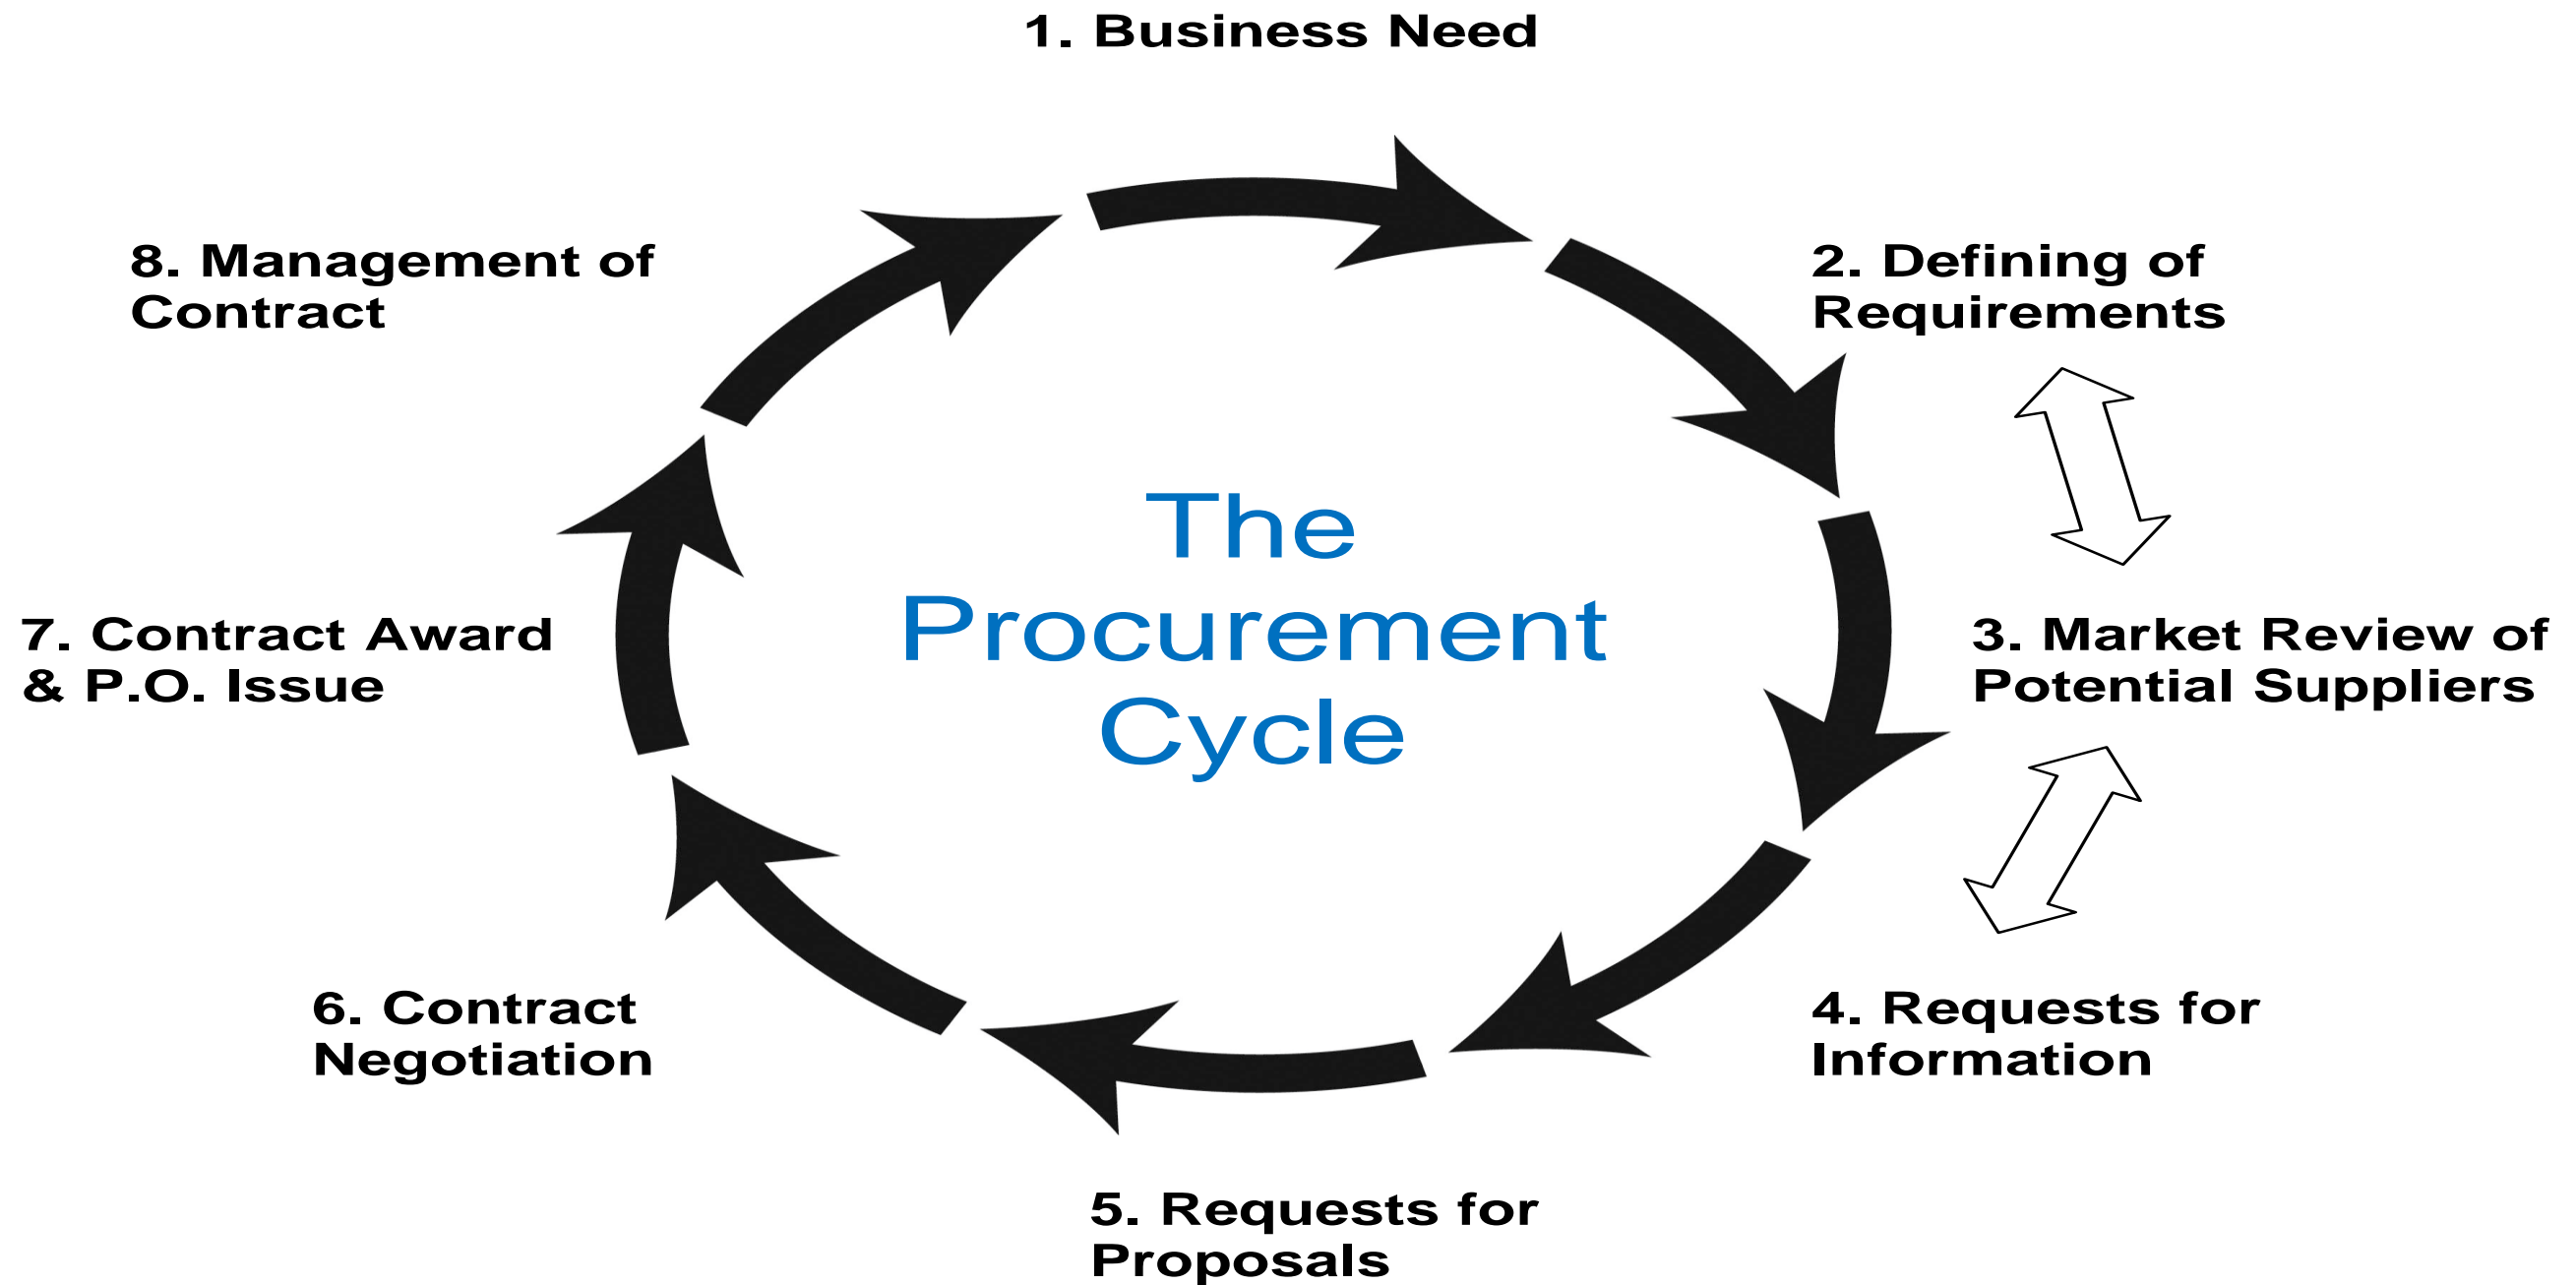 1. Business Need
2. Defining of
Requirements
3. Market Review of
Potential Suppliers
4. Requests for
Information
5. Requests for
Proposals
6. Contract
Negotiation
7. Contract Award
& P.O. Issue
8. Management of
Contract
The
Procurement
Cycle